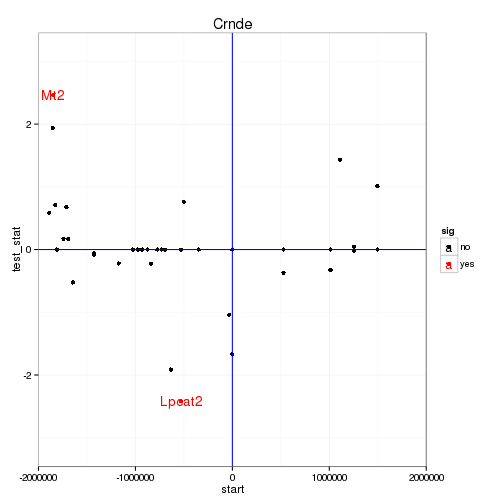 Crnde
Mt2
2
0
-2
test_stat
Lpcat2
-2000000 -1000000 0 1000000 2000000
start
sig
a no
a yes